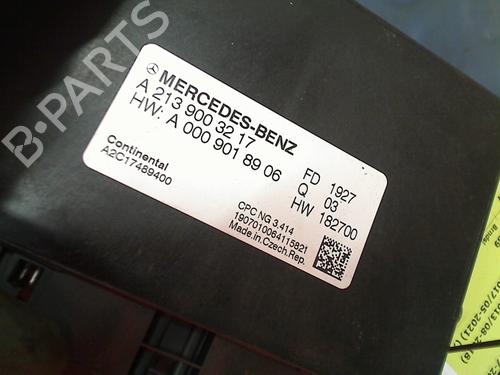 B-PARTS
MERCEDES-BENZ
A 213 900 32 17
HW: A 000 901 89 06
Continental
A2C17489400
FD 1927
Q 03
HW 182700
CPC NG 3.414
1907010064115921
Made.in.Czech.Rep.